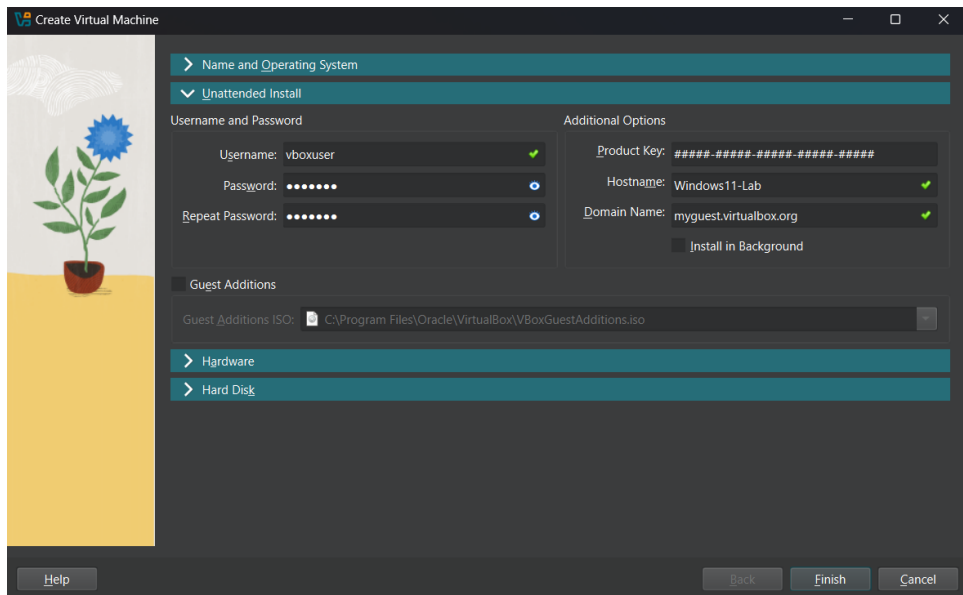 Create Virtual Machine
Name and Operating System
Unattended Install
Username and Password
Username: vboxuser
Password: •••••••
Repeat Password: •••••••
Additional Options
Product Key: #####-#####-#####-#####-#####
Hostname: Windows11-Lab
Domain Name: myguest.virtualbox.org
Install in Background
Guest Additions
Guest Additions ISO: C:\Program Files\Oracle\VirtualBox\VBoxGuestAdditions.iso
Hardware
Hard Disk
Help Back Finish Cancel